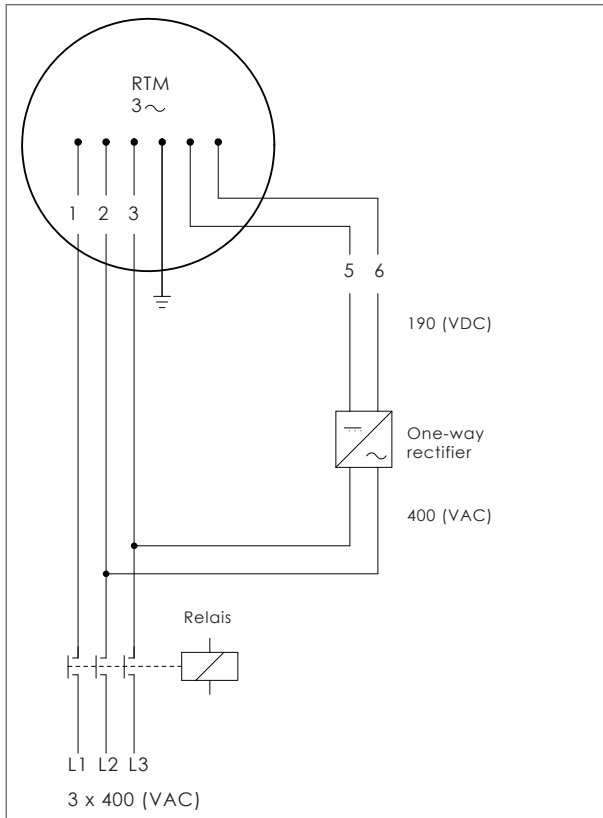 RTM
3~
1 2 3
5 6
190 (VDC)
One-way
rectifier
400 (VAC)
Relais
L1 L2 L3
3 x 400 (VAC)